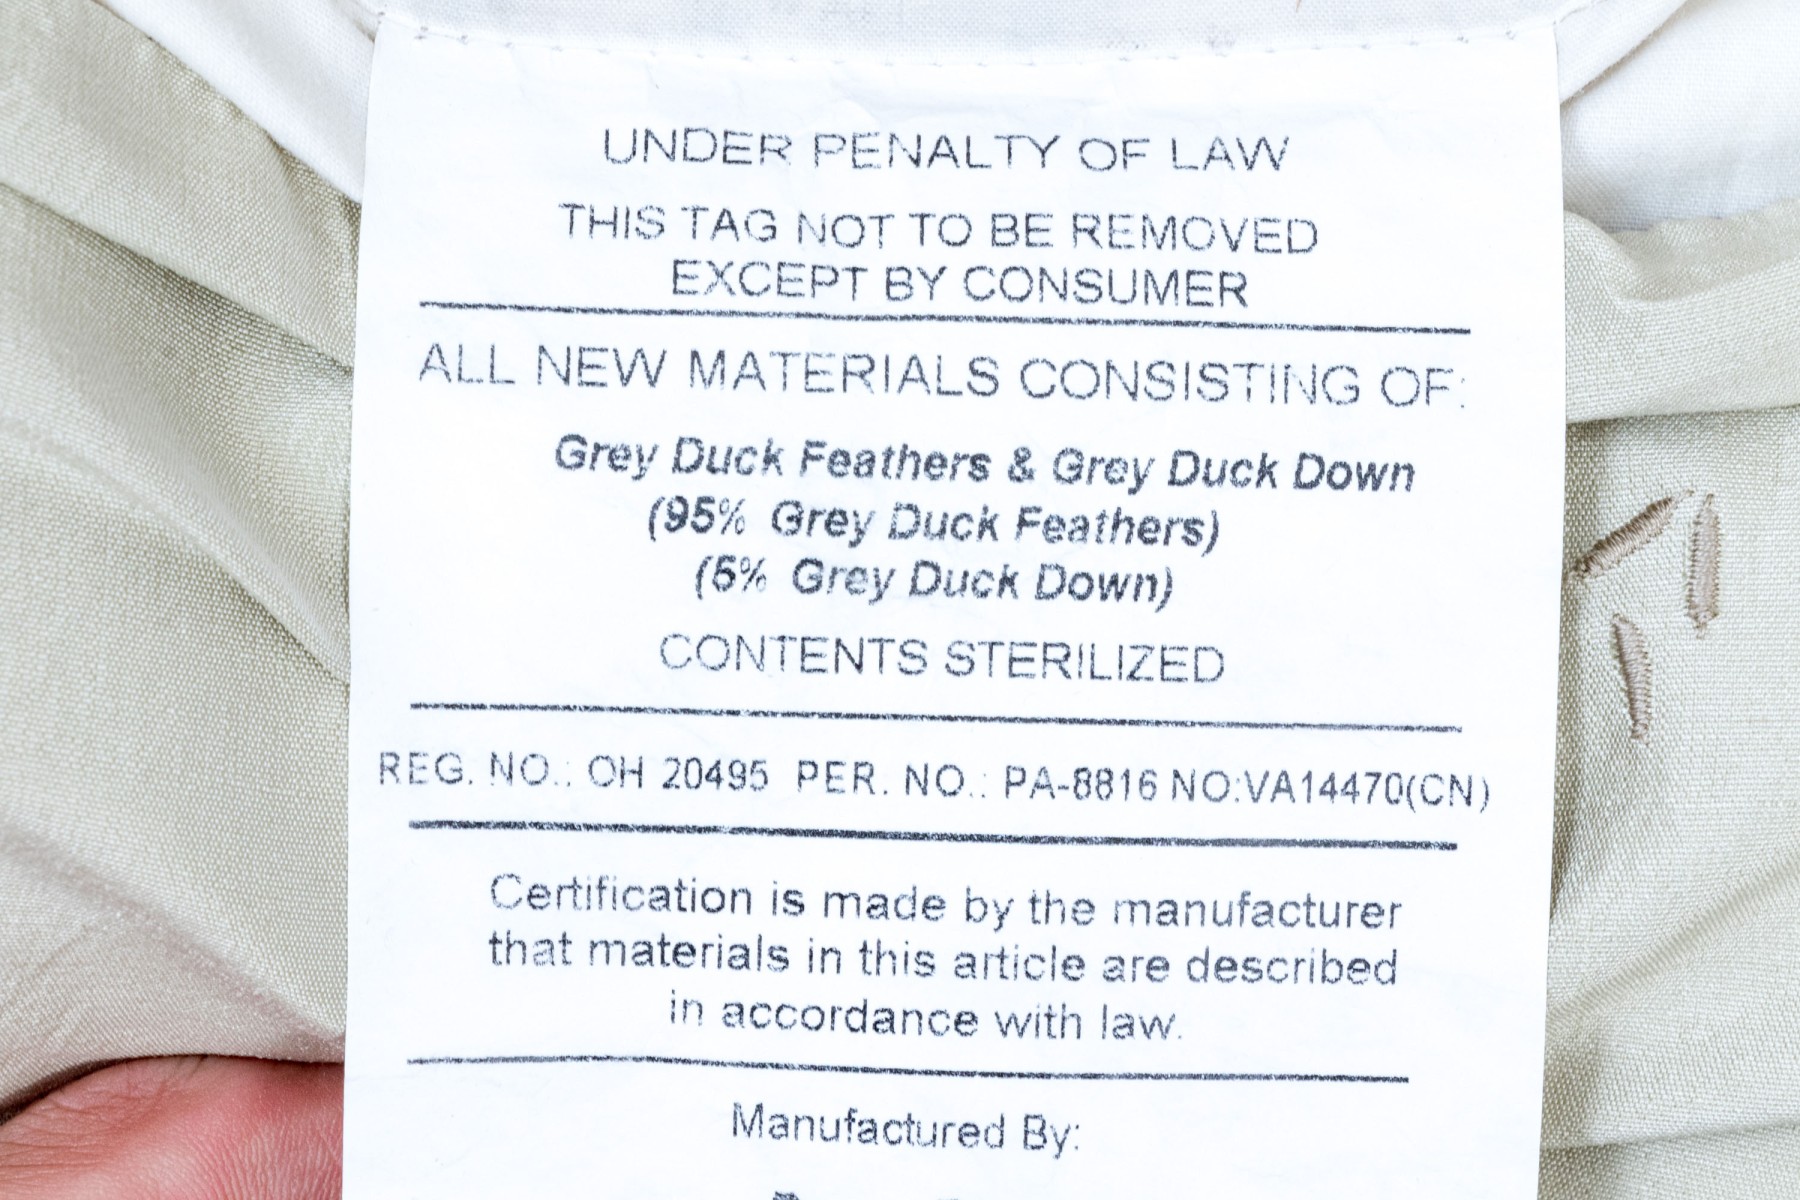 UNDER PENALTY OF LAW
THIS TAG NOT TO BE REMOVED
EXCEPT BY CONSUMER
ALL NEW MATERIALS CONSISTING OF:
Grey Duck Feathers & Grey Duck Down
(95% Grey Duck Feathers)
(5% Grey Duck Down)
CONTENTS STERILIZED
REG. NO.: OH 20495 PER. NO.: PA-8816 NO:VA14470(CN)
Certification is made by the manufacturer
that materials in this article are described
in accordance with law.
Manufactured By: